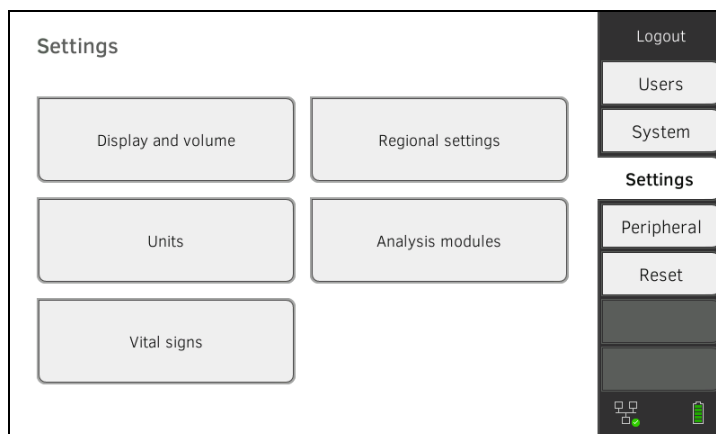 Settings
Display and volume
Regional settings
Units
Analysis modules
Vital signs
Logout
Users
System
Settings
Peripheral
Reset